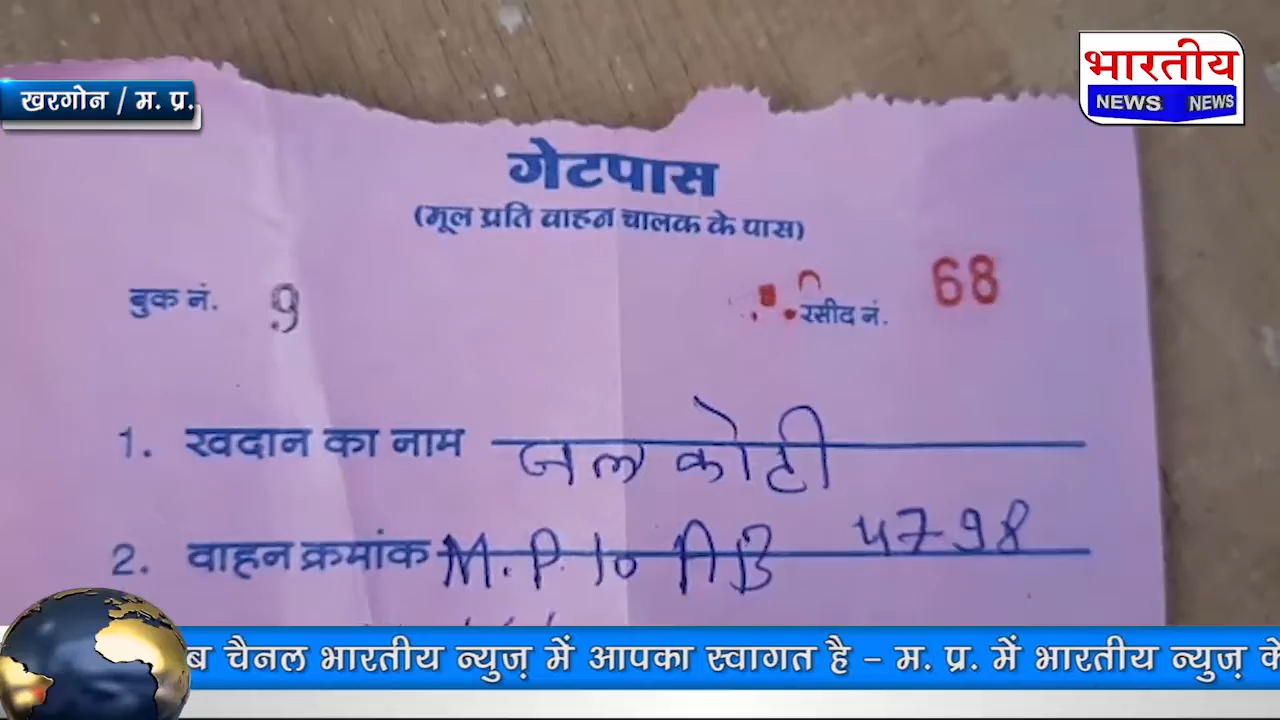 भारतीय
NEWS NEWS
खरगोन / म. प्र.
गेटपास
(मूल प्रति वाहन चालक के पास)
बुक नं. 9
रसीद नं. 68
1. खदान का नाम जल कोटी
2. वाहन क्रमांक M.P. 10 AB 4798
ब चैनल भारतीय न्युज़ में आपका स्वागत है - म. प्र. में भारतीय न्युज़ के